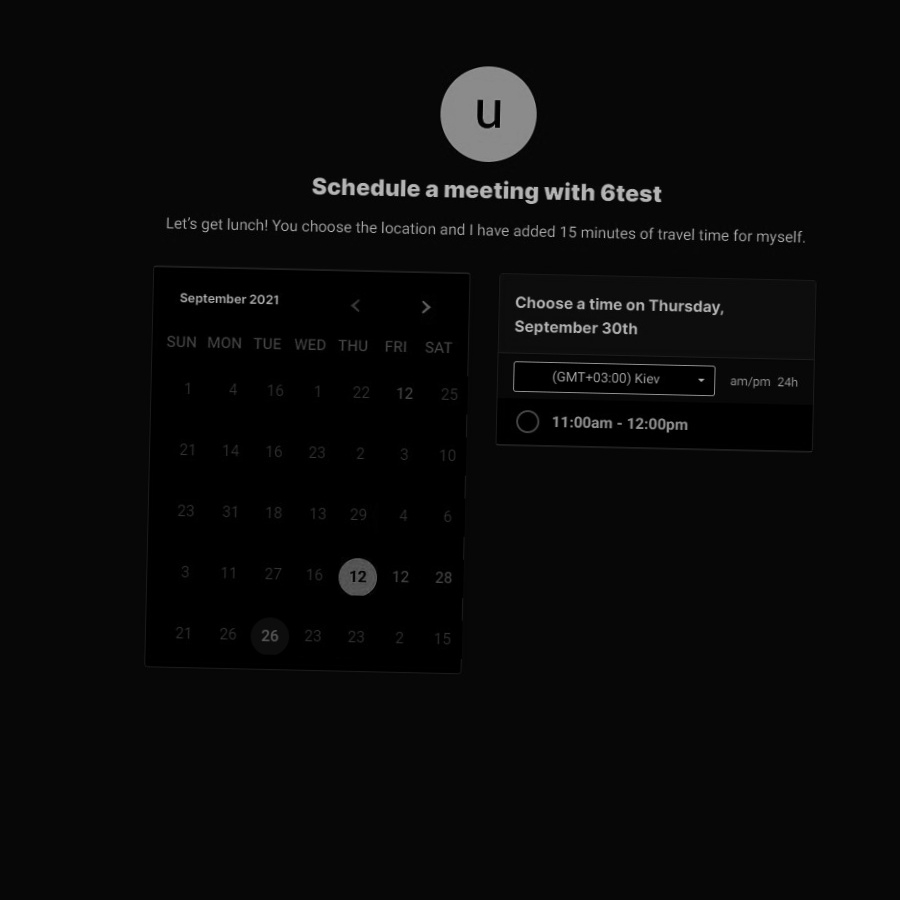 u
Schedule a meeting with 6test
Let's get lunch! You choose the location and I have added 15 minutes of travel time for myself.
September 2021
SUN MON TUE WED THU FRI SAT
1 4 16 1 22 12 25
21 14 16 23 2 3 10
23 31 18 13 29 4 6
3 11 27 16 12 12 28
21 26 26 23 23 2 15
Choose a time on Thursday,
September 30th
(GMT+03:00) Kiev am/pm 24h
11:00am - 12:00pm